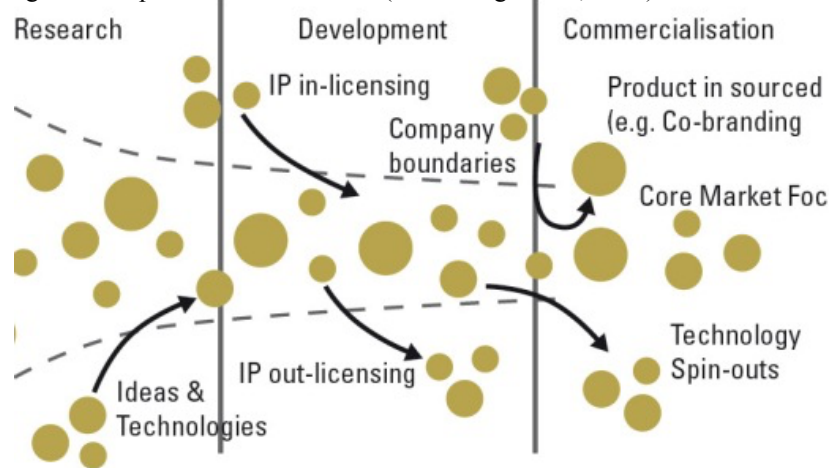 Research
Development
Commercialisation
IP in-licensing
Product in sourced
(e.g. Co-branding
Company
boundaries
Core Market Foc
Technology
Spin-outs
IP out-licensing
Ideas &
Technologies